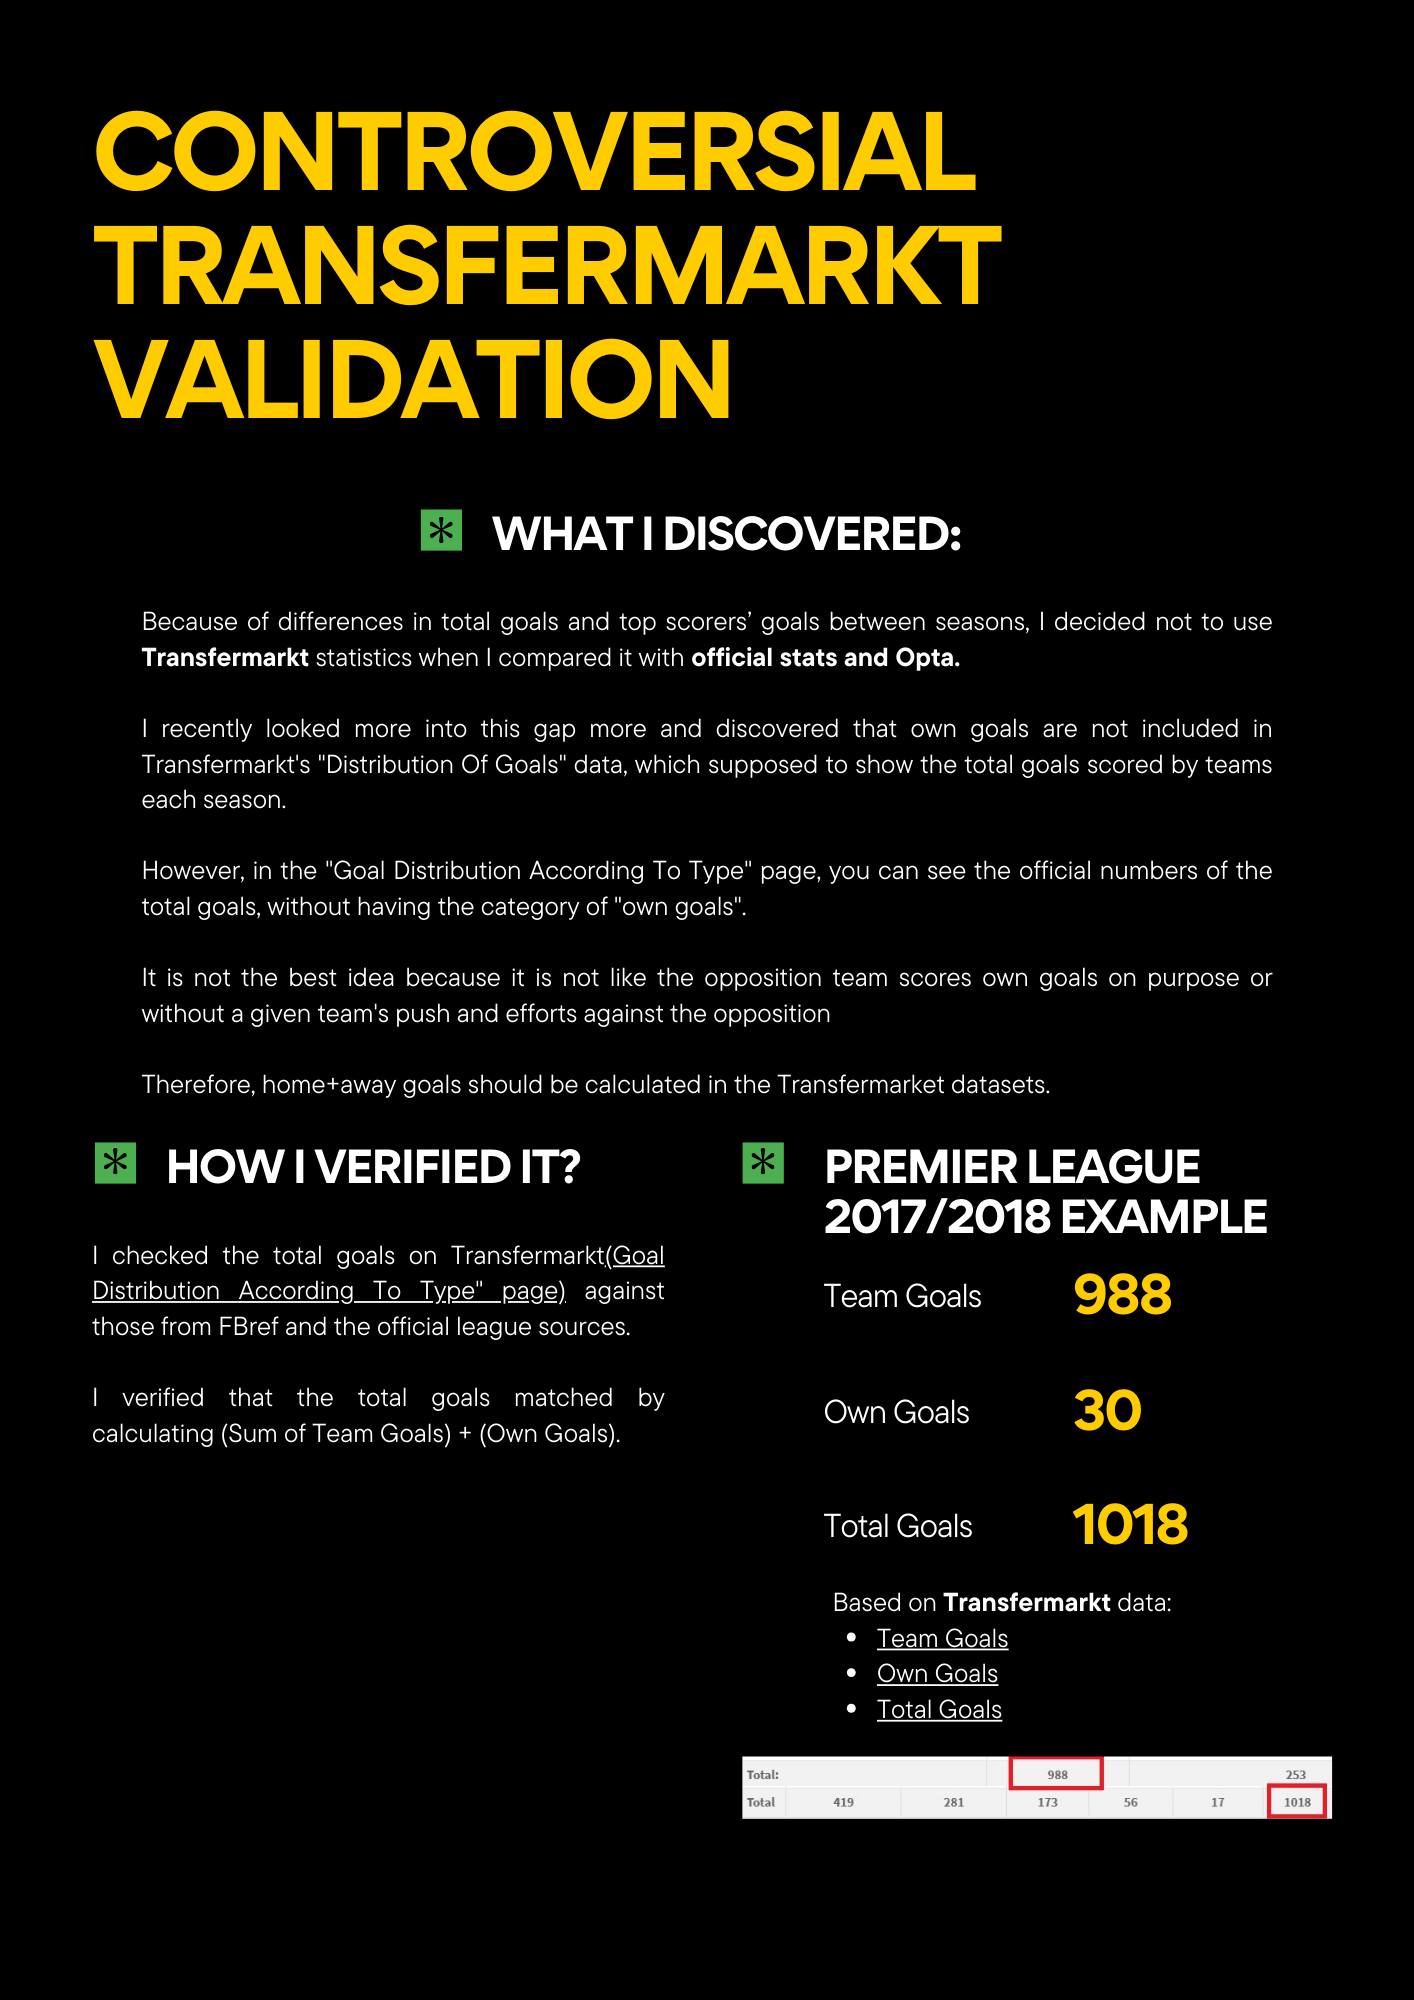 CONTROVERSIAL
TRANSFERMARKT
VALIDATION
WHAT I DISCOVERED:
Because of differences in total goals and top scorers’ goals between seasons, I decided not to use
Transfermarkt statistics when I compared it with official stats and Opta.
I recently looked more into this gap more and discovered that own goals are not included in
Transfermarkt's "Distribution Of Goals" data, which supposed to show the total goals scored by teams
each season.
However, in the "Goal Distribution According To Type" page, you can see the official numbers of the
total goals, without having the category of "own goals".
It is not the best idea because it is not like the opposition team scores own goals on purpose or
without a given team's push and efforts against the opposition
Therefore, home+away goals should be calculated in the Transfermarket datasets.
HOW I VERIFIED IT?
I checked the total goals on Transfermarkt(Goal
Distribution According To Type" page) against
those from FBref and the official league sources.
I verified that the total goals matched by
calculating (Sum of Team Goals) + (Own Goals).
PREMIER LEAGUE
2017/2018 EXAMPLE
Team Goals 988
Own Goals 30
Total Goals 1018
Based on Transfermarkt data:
• Team Goals
• Own Goals
• Total Goals
Total: 988 253
Total 419 281 173 56 17 1018